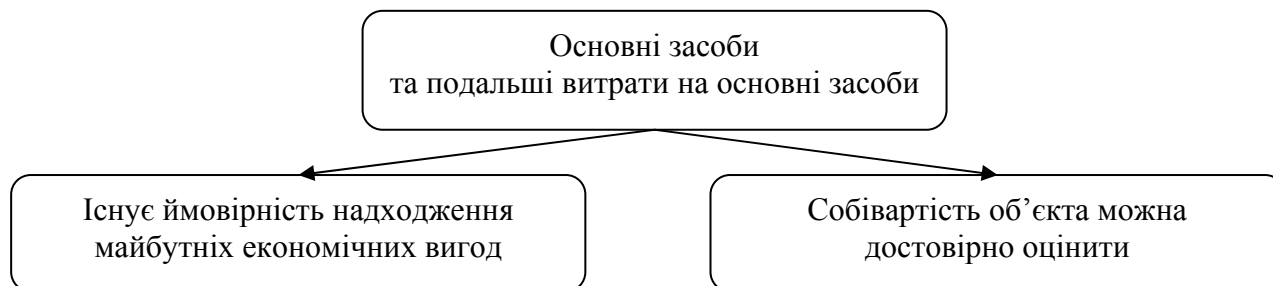 Основні засоби
та подальші витрати на основні засоби
Існує ймовірність надходження
майбутніх економічних вигод
Собівартість об’єкта можна
достовірно оцінити